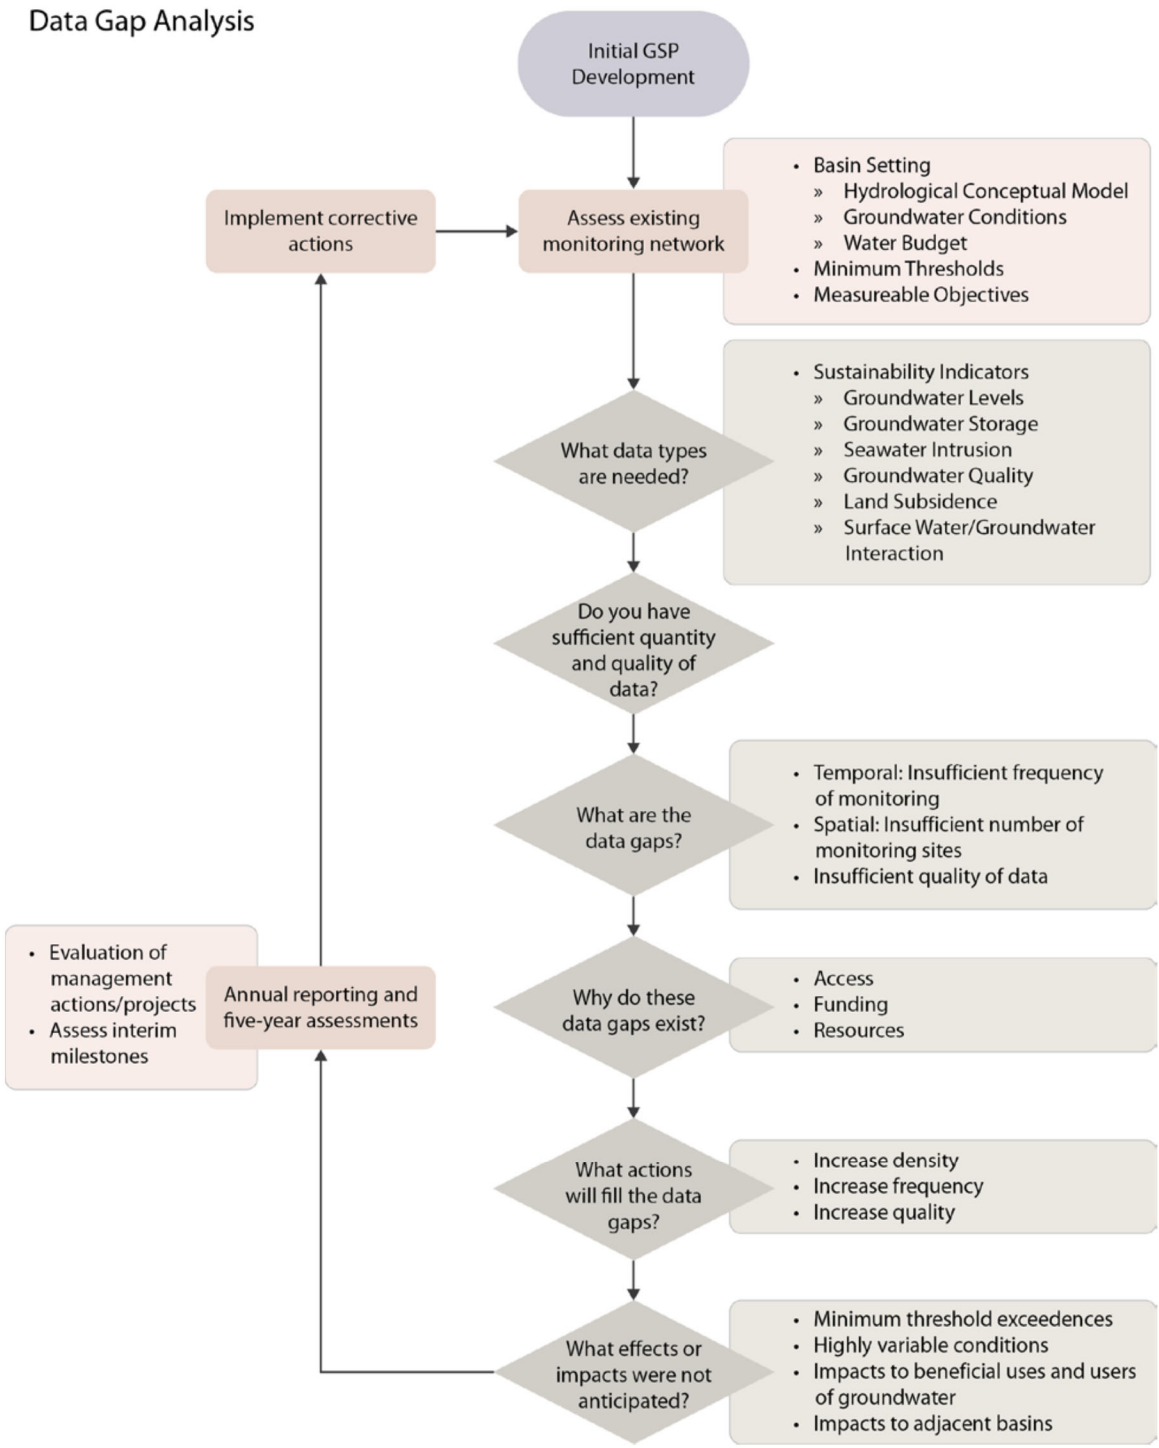 Data Gap Analysis
Initial GSP
Development
Implement corrective
actions
Assess existing
monitoring network
• Basin Setting
» Hydrological Conceptual Model
» Groundwater Conditions
» Water Budget
• Minimum Thresholds
• Measureable Objectives
What data types
are needed?
• Sustainability Indicators
» Groundwater Levels
» Groundwater Storage
» Seawater Intrusion
» Groundwater Quality
» Land Subsidence
» Surface Water/Groundwater
Interaction
Do you have
sufficient quantity
and quality of
data?
What are the
data gaps?
• Temporal: Insufficient frequency
of monitoring
• Spatial: Insufficient number of
monitoring sites
• Insufficient quality of data
• Evaluation of
management
actions/projects
• Assess interim
milestones
Annual reporting and
five-year assessments
Why do these
data gaps exist?
• Access
• Funding
• Resources
What actions
will fill the data
gaps?
• Increase density
• Increase frequency
• Increase quality
What effects or
impacts were not
anticipated?
• Minimum threshold exceedences
• Highly variable conditions
• Impacts to beneficial uses and users
of groundwater
• Impacts to adjacent basins